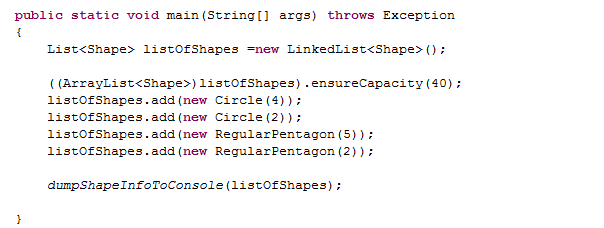 public static void main(String[] args) throws Exception
{
    List<Shape> listOfShapes =new LinkedList<Shape>();
    ((ArrayList<Shape>)listOfShapes).ensureCapacity(40);
    listOfShapes.add(new Circle(4));
    listOfShapes.add(new Circle(2));
    listOfShapes.add(new RegularPentagon(5));
    listOfShapes.add(new RegularPentagon(2));
    dumpShapeInfoToConsole(listOfShapes);
}